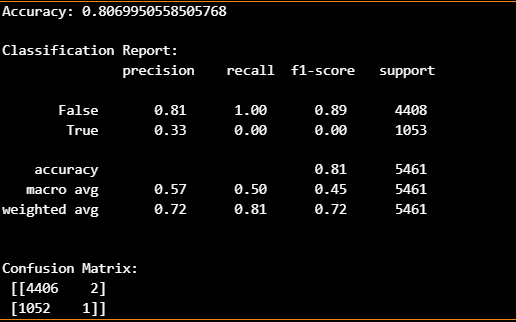 Accuracy: 0.8069950558505768
Classification Report:
precision recall f1-score support
False 0.81 1.00 0.89 4408
True 0.33 0.00 0.00 1053
accuracy 0.81 5461
macro avg 0.57 0.50 0.45 5461
weighted avg 0.72 0.81 0.72 5461
Confusion Matrix:
[[4406 2]
[1052 1]]